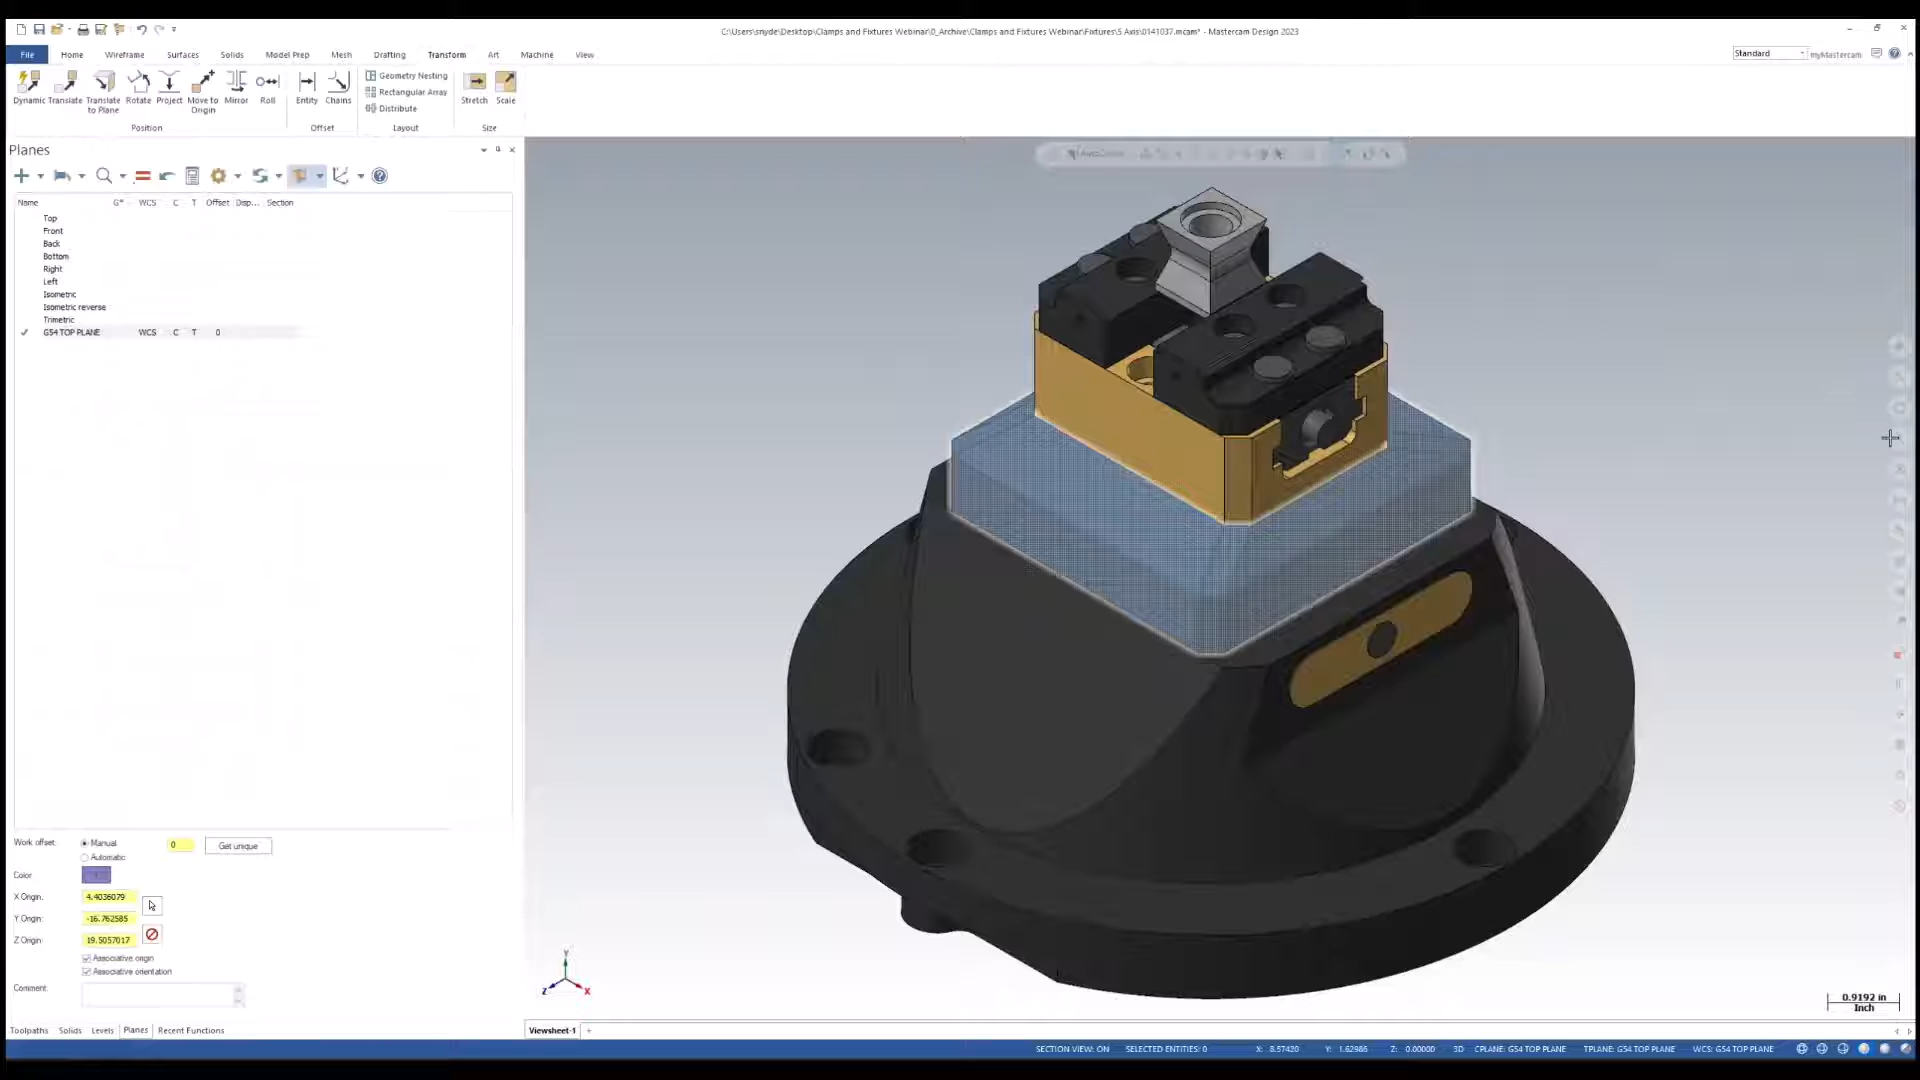 C:\Users\snyde\Desktop\Clamps and Fixtures Webinar\0_Archive\Clamps and Fixtures Webinar\Fixtures\5 Axis\0141037.mcam* - Mastercam Design 2023
File Home Wireframe Surfaces Solids Model Prep Mesh Drafting Transform Art Machine View
Standard myMastercam
Dynamic Translate Translate to Plane Rotate Project Move to Origin Mirror Roll
Entity Chains
Geometry Nesting
Rectangular Array
Distribute
Stretch Scale
Position Offset Layout Size
Planes
Name G WCS C T Offset Disp... Section
Top
Front
Back
Bottom
Right
Left
Isometric
Isometric reverse
Trimetric
G54 TOP PLANE WCS C T 0
Work offset: Manual 0 Get unique
Automatic
Color
X Origin: 4.4036079
Y Origin: -16.762585
Z Origin: 19.5057017
Associative origin
Associative orientation
Comment:
Y
Z X
0.9192 in
Inch
Toolpaths Solids Levels Planes Recent Functions
Viewsheet-1 +
SECTION VIEW: ON SELECTED ENTITIES: 0 X: 8.57420 Y: 1.62986 Z: 0.00000 3D CPLANE: G54 TOP PLANE TPLANE: G54 TOP PLANE WCS: G54 TOP PLANE